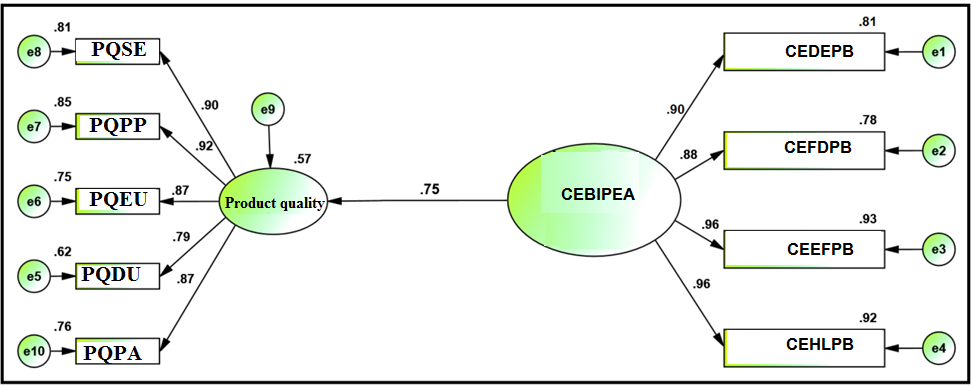 .81
e8
PQSE
.90
.85
e7
PQPP
.92
e9
.75
e6
PQEU
.87
.57
Product quality
.62
e5
PQDU
.79
.76
e10
PQPA
.87
.75
CEBIPEA
.90
.81
CEDEPB
e1
.88
.78
CEFDPB
e2
.96
.93
CEEFPB
e3
.96
.92
CEHLPB
e4